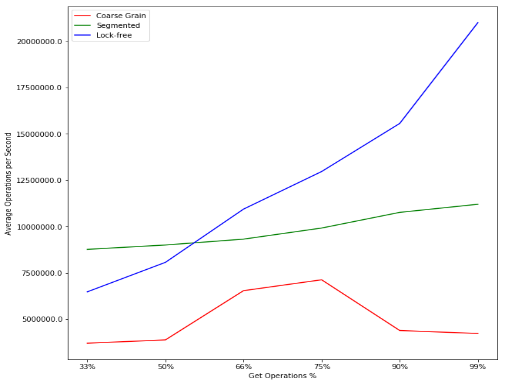 Coarse Grain
Segmented
Lock-free
20000000.0
17500000.0
15000000.0
12500000.0
10000000.0
7500000.0
5000000.0
Average Operations per Second
33%
50%
66%
75%
90%
99%
Get Operations %